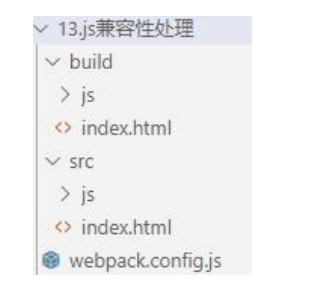 13.js兼容性处理
build
js
index.html
src
js
index.html
webpack.config.js